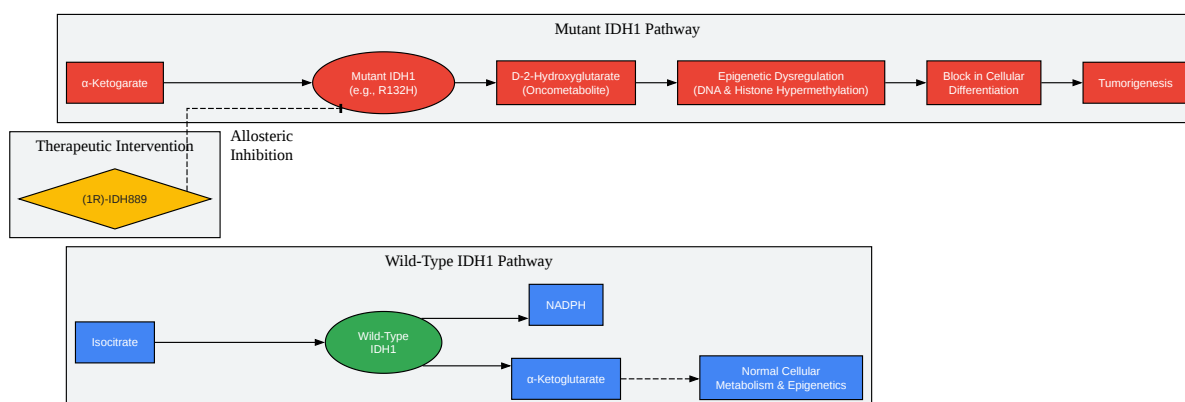 Mutant IDH1 Pathway
α-Ketogarate
Mutant IDH1
(e.g., R132H)
D-2-Hydroxyglutarate
(Oncometabolite)
Epigenetic Dysregulation
(DNA & Histone Hypermethylation)
Block in Cellular
Differentiation
Tumorigenesis
Allosteric
Inhibition
Therapeutic Intervention
(1R)-IDH889
Wild-Type IDH1 Pathway
Isocitrate
Wild-Type
IDH1
NADPH
α-Ketoglutarate
Normal Cellular
Metabolism & Epigenetics